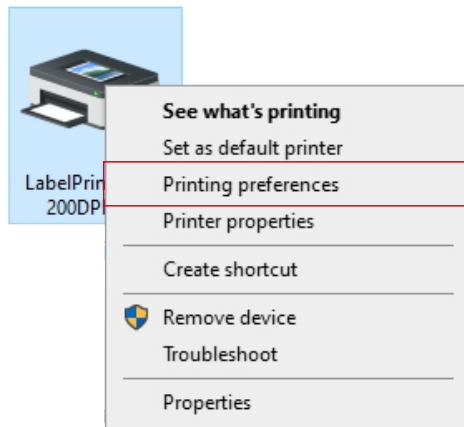 See what's printing
Set as default printer
LabelPrin
Printing preferences
200DP
Printer properties
Create shortcut
Remove device
Troubleshoot
Properties